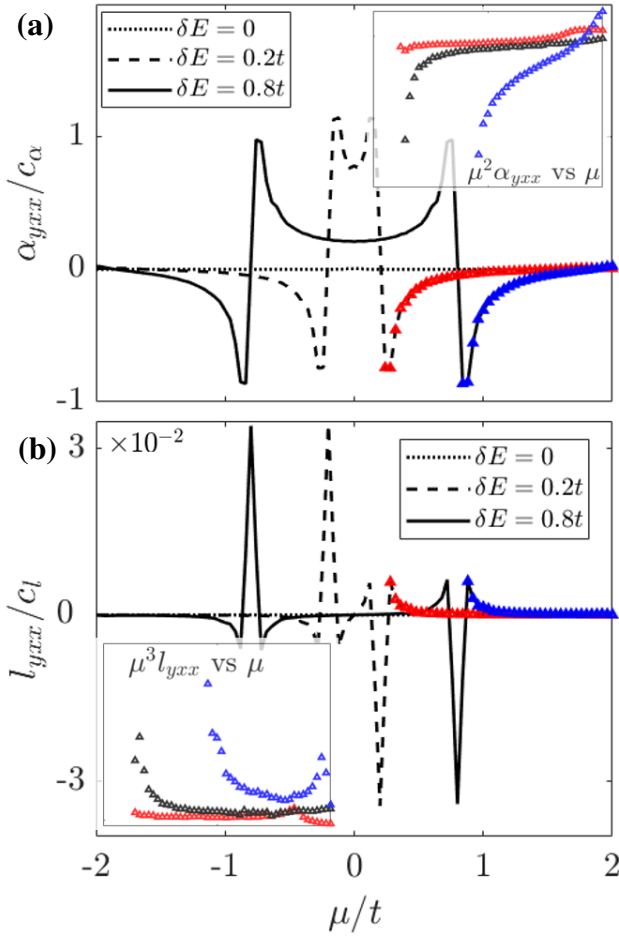 (a)
δE = 0
δE = 0.2t
δE = 0.8t
μ²α_yxx vs μ
α_yxx/c_α
1
0
-1
(b)
×10⁻²
δE = 0
δE = 0.2t
δE = 0.8t
μ³l_yxx vs μ
l_yxx/c_l
3
0
-3
-2 -1 0 1 2
μ/t